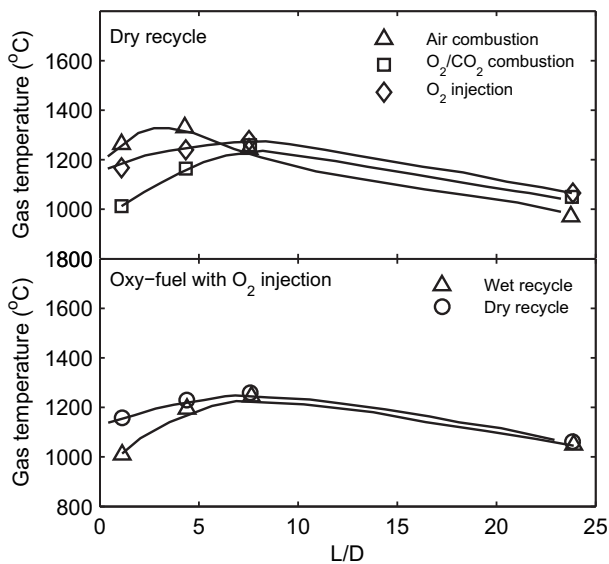 Dry recycle
Air combustion
O₂/CO₂ combustion
O₂ injection
Gas temperature (°C)
1600
1400
1200
1000
800
1800
Oxy−fuel with O₂ injection
Wet recycle
Dry recycle
Gas temperature (°C)
1600
1400
1200
1000
800
0
5
10
15
20
25
L/D